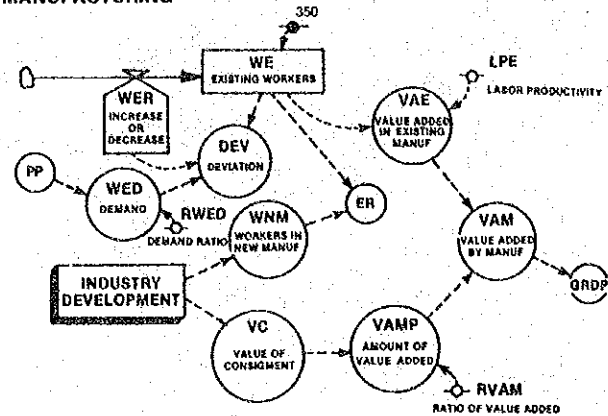 MANUFACTURING
350
WE
EXISTING WORKERS
WER
INCREASE
OR
DECREASE
LPE
LABOR PRODUCTIVITY
VAE
VALUE ADDED
IN EXISTING
MANUF
DEV
DEVIATION
PP
WED
DEMAND
RWED
DEMAND RATIO
WNM
WORKERS IN
NEW MANUF
ER
VAM
VALUE ADDED
BY MANUF
GRDP
INDUSTRY
DEVELOPMENT
VC
VALUE OF
CONSIGMENT
VAMP
AMOUNT OF
VALUE ADDED
RVAM
RATIO OF VALUE ADDED